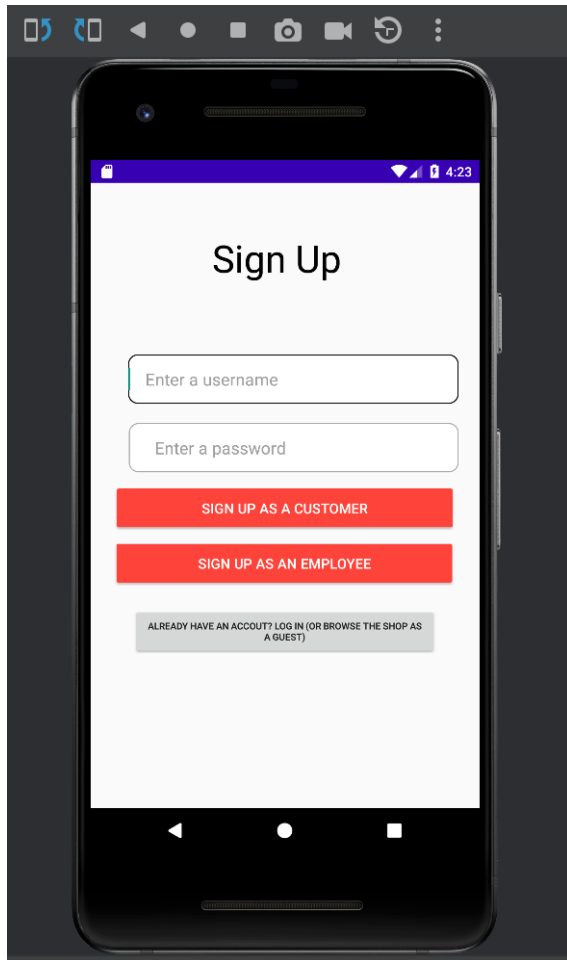 4:23
Sign Up
Enter a username
Enter a password
SIGN UP AS A CUSTOMER
SIGN UP AS AN EMPLOYEE
ALREADY HAVE AN ACCOUT? LOG IN (OR BROWSE THE SHOP AS
A GUEST)